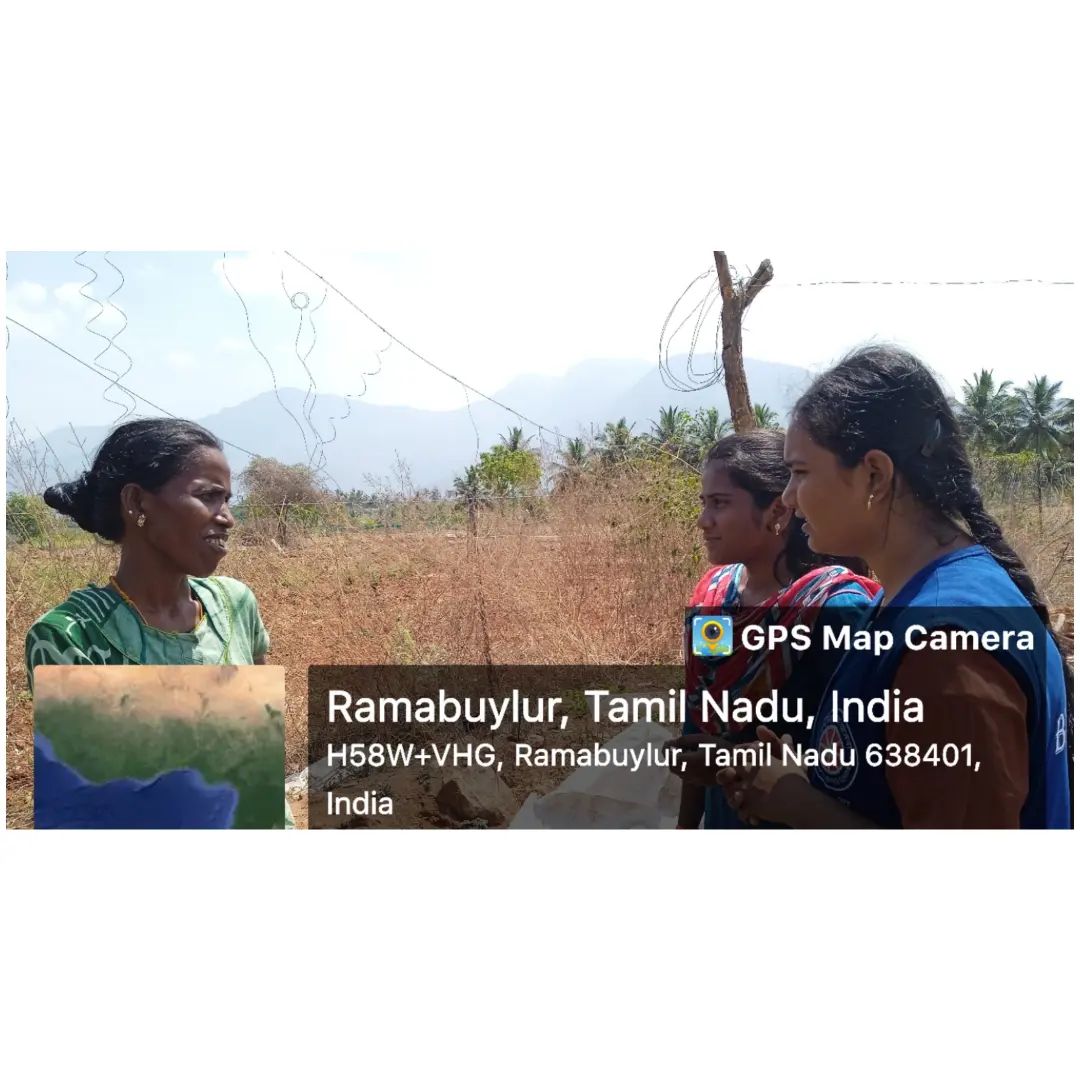 GPS Map Camera
Ramabuylur, Tamil Nadu, India
H58W+VHG, Ramabuylur, Tamil Nadu 638401,
India